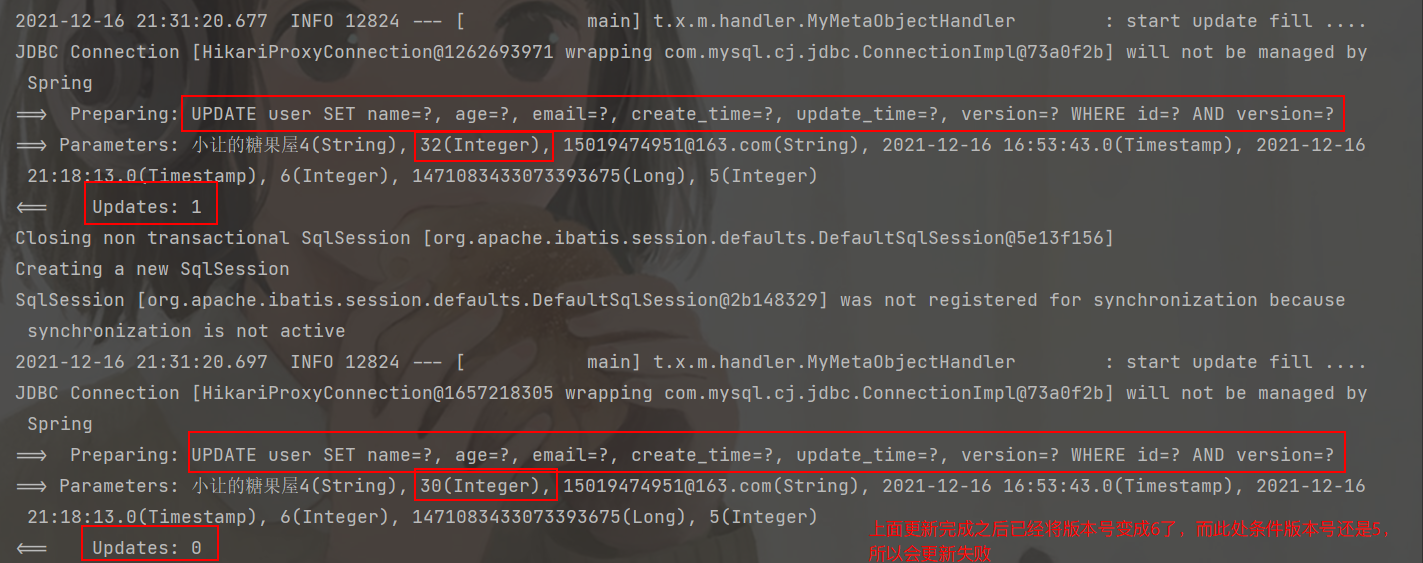 2021-12-16 21:31:20.677  INFO 12824 --- [           main] t.x.m.handler.MyMetaObjectHandler        : start update fill ....
JDBC Connection [HikariProxyConnection@1262693971 wrapping com.mysql.cj.jdbc.ConnectionImpl@73a0f2b] will not be managed by
 Spring
==>  Preparing: UPDATE user SET name=?, age=?, email=?, create_time=?, update_time=?, version=? WHERE id=? AND version=?
==> Parameters: 小让的糖果屋4(String), 32(Integer), 15019474951@163.com(String), 2021-12-16 16:53:43.0(Timestamp), 2021-12-16
 21:18:13.0(Timestamp), 6(Integer), 1471083433073393675(Long), 5(Integer)
<==    Updates: 1
Closing non transactional SqlSession [org.apache.ibatis.session.defaults.DefaultSqlSession@5e13f156]
Creating a new SqlSession
SqlSession [org.apache.ibatis.session.defaults.DefaultSqlSession@2b148329] was not registered for synchronization because
 synchronization is not active
2021-12-16 21:31:20.697  INFO 12824 --- [           main] t.x.m.handler.MyMetaObjectHandler        : start update fill ....
JDBC Connection [HikariProxyConnection@1657218305 wrapping com.mysql.cj.jdbc.ConnectionImpl@73a0f2b] will not be managed by
 Spring
==>  Preparing: UPDATE user SET name=?, age=?, email=?, create_time=?, update_time=?, version=? WHERE id=? AND version=?
==> Parameters: 小让的糖果屋4(String), 30(Integer), 15019474951@163.com(String), 2021-12-16 16:53:43.0(Timestamp), 2021-12-16
 21:18:13.0(Timestamp), 6(Integer), 1471083433073393675(Long), 5(Integer)
<==    Updates: 0
上面更新完成之后已经将版本号变成6了，而此处条件版本号还是5，
所以会更新失败